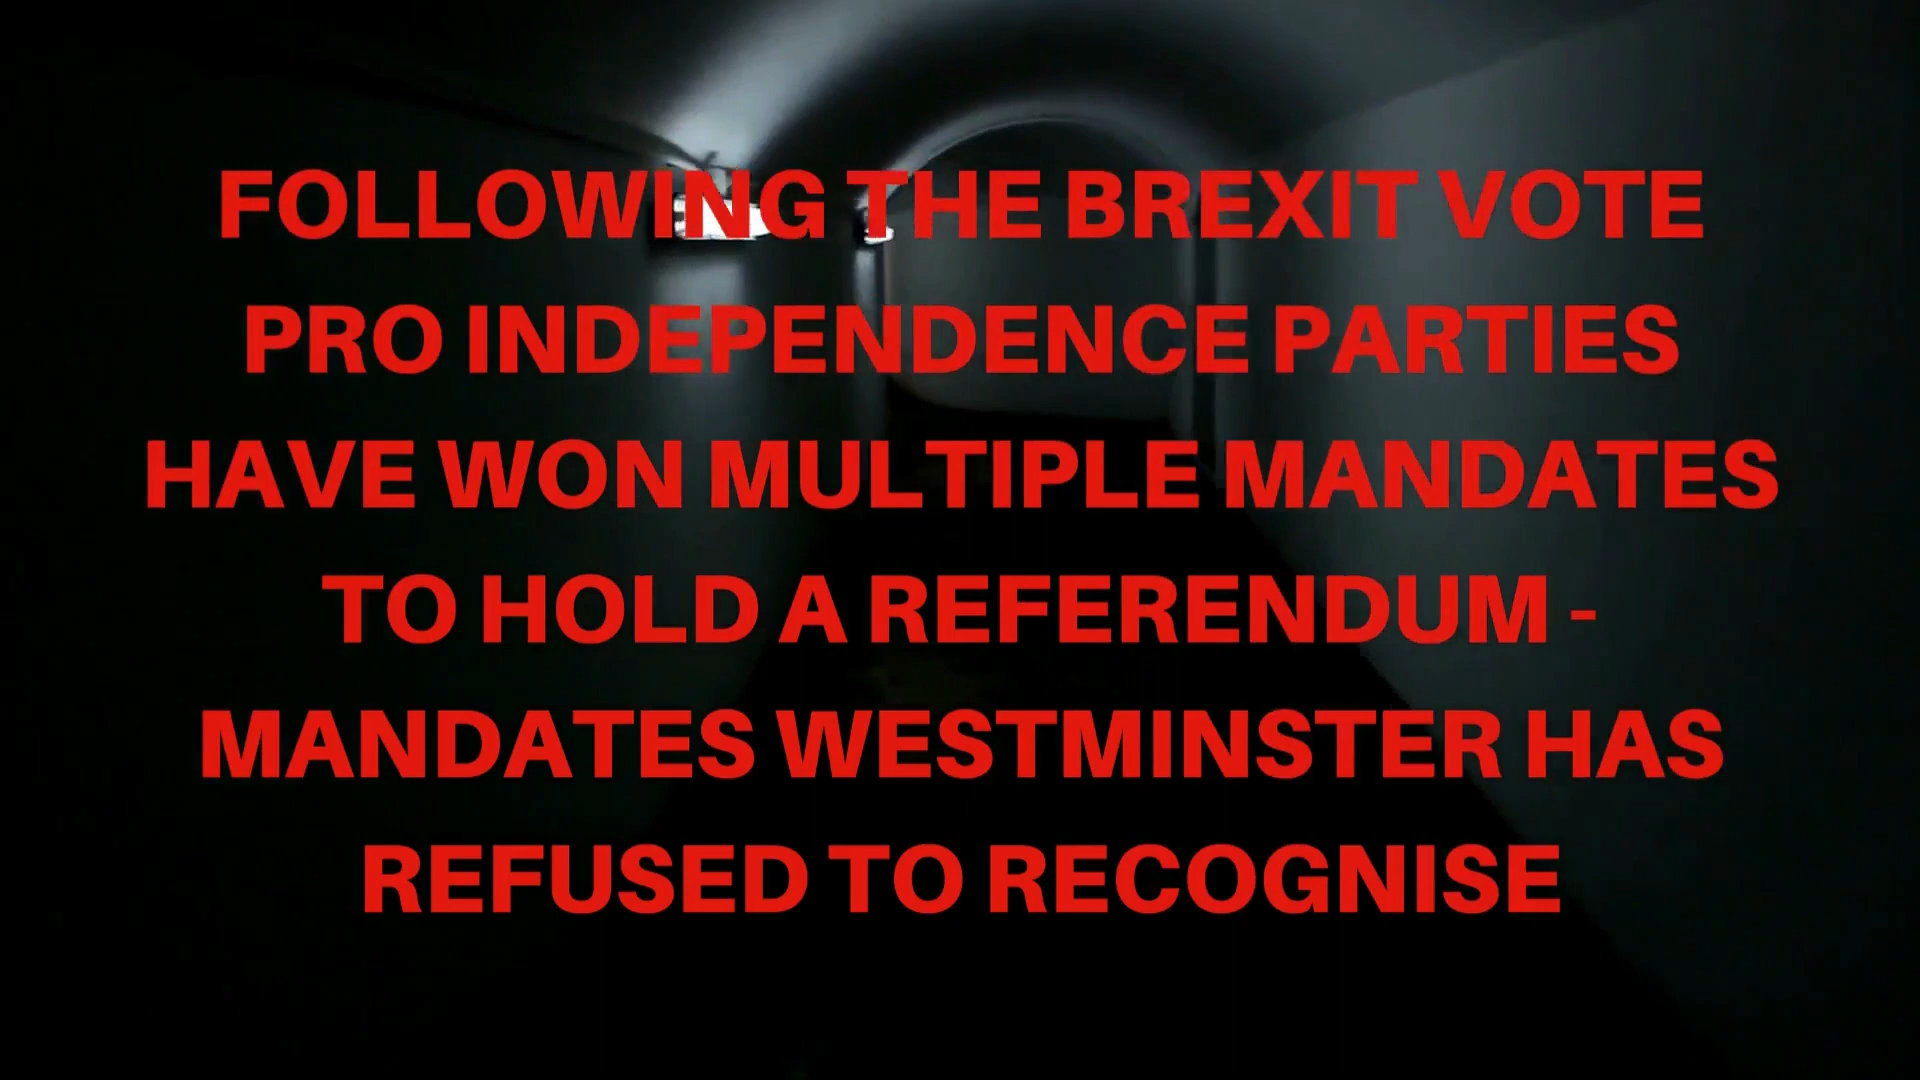 FOLLOWING THE BREXIT VOTE
PRO INDEPENDENCE PARTIES
HAVE WON MULTIPLE MANDATES
TO HOLD A REFERENDUM -
MANDATES WESTMINSTER HAS
REFUSED TO RECOGNISE